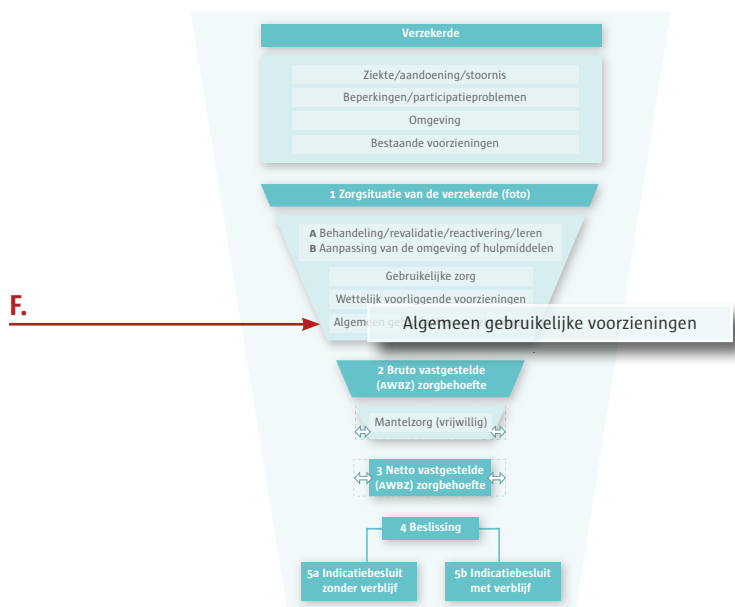 Verzekerde
Ziekte/aandoening/stoornis
Beperkingen/participatieproblemen
Omgeving
Bestaande voorzieningen
1 Zorgsituatie van de verzekerde (foto)
A Behandeling/revalidatie/reactivering/leren
B Aanpassing van de omgeving of hulpmiddelen
Gebruikelijke zorg
Wettelijk voorliggende voorzieningen
F.
Algemeen
Algemeen gebruikelijke voorzieningen
2 Bruto vastgestelde
(AWBZ) zorgbehoefte
Mantelzorg (vrijwillig)
3 Netto vastgestelde
(AWBZ) zorgbehoefte
4 Beslissing
5a Indicatiebesluit
zonder verblijf
5b Indicatiebesluit
met verblijf